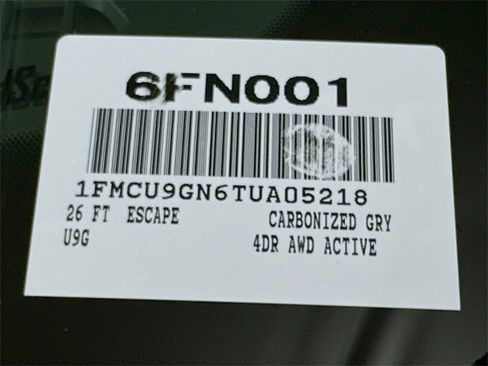 6FN001
1FMCU9GN6TUA05218
26 FT ESCAPE CARBONIZED GRY
U9G 4DR AWD ACTIVE